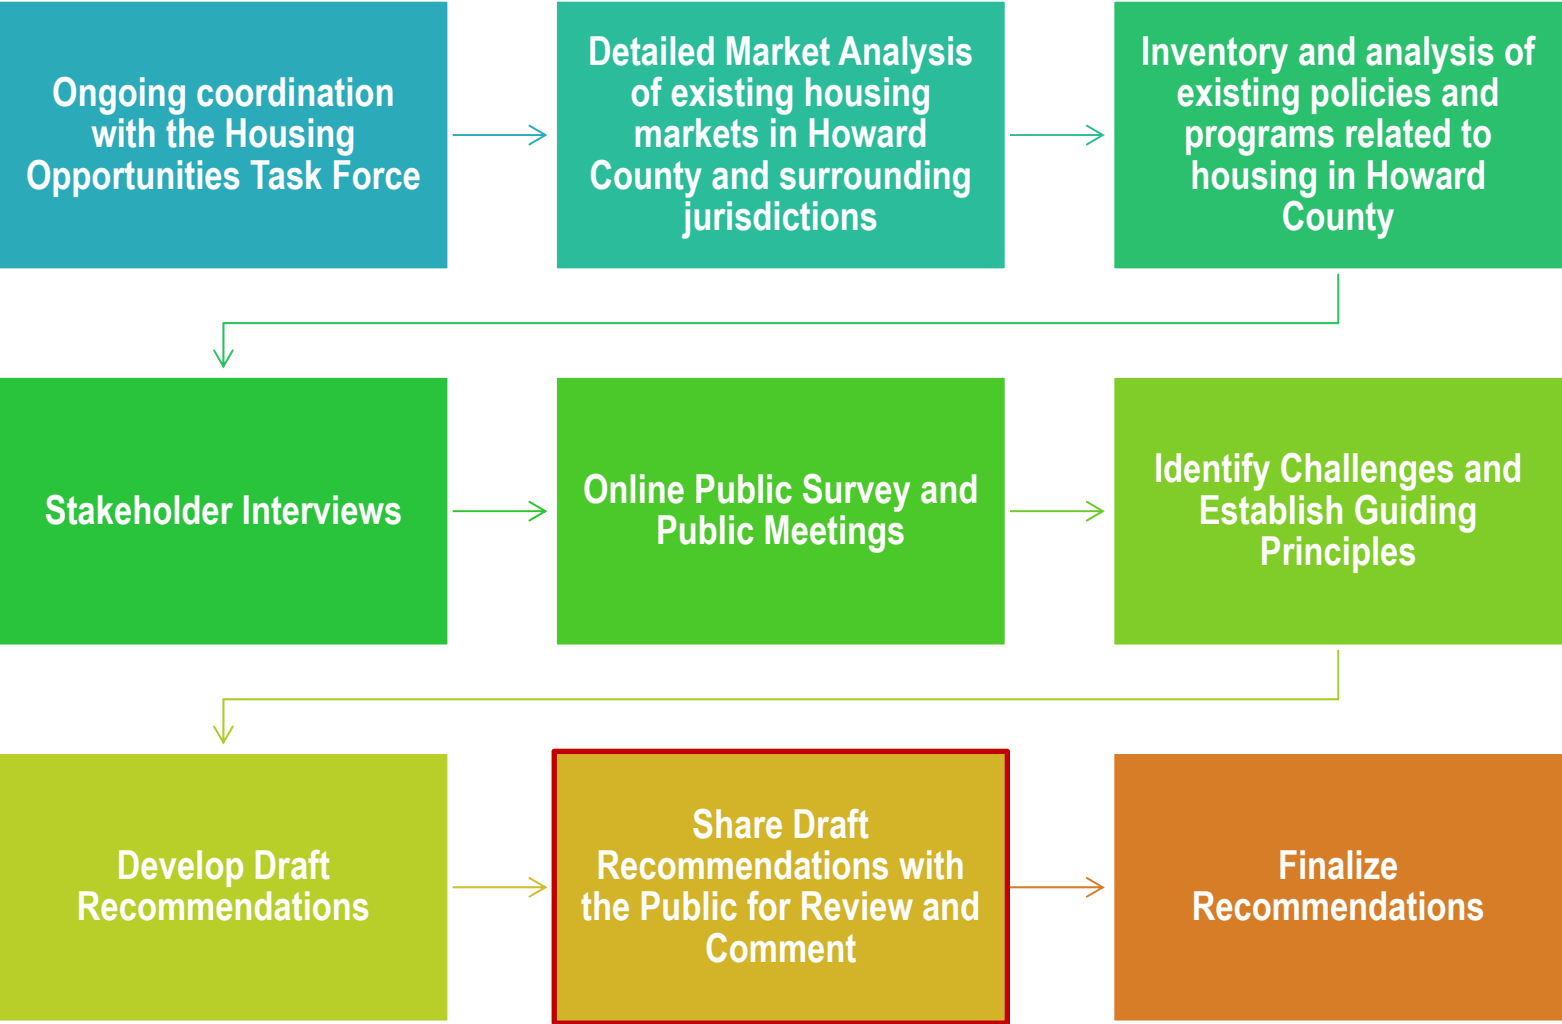 Ongoing coordination
with the Housing
Opportunities Task Force
Detailed Market Analysis
of existing housing
markets in Howard
County and surrounding
jurisdictions
Inventory and analysis of
existing policies and
programs related to
housing in Howard
County
Stakeholder Interviews
Online Public Survey and
Public Meetings
Identify Challenges and
Establish Guiding
Principles
Develop Draft
Recommendations
Share Draft
Recommendations with
the Public for Review and
Comment
Finalize
Recommendations